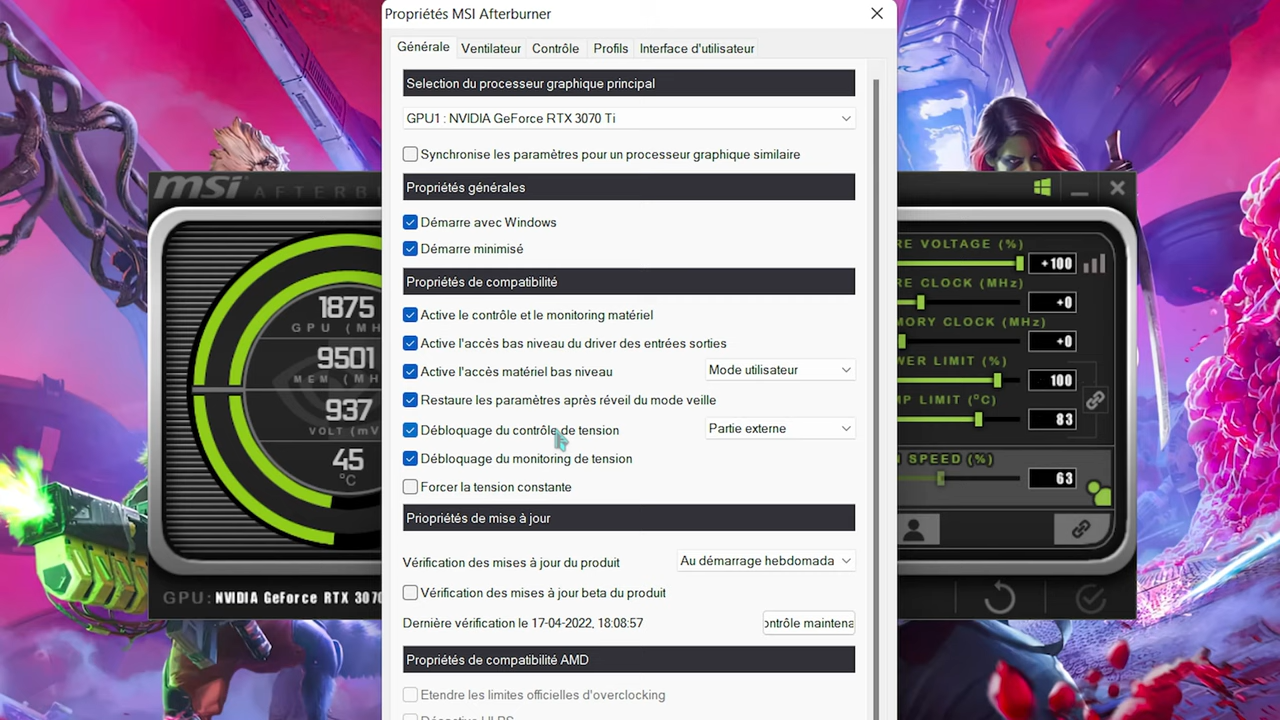 Propriétés MSI Afterburner
Générale Ventilateur Contrôle Profils Interface d'utilisateur
Selection du processeur graphique principal
GPU1 : NVIDIA GeForce RTX 3070 Ti
Synchronise les paramètres pour un processeur graphique similaire
Propriétés générales
Démarre avec Windows
Démarre minimisé
Propriétés de compatibilité
Active le contrôle et le monitoring matériel
Active l'accès bas niveau du driver des entrées sorties
Active l'accès matériel bas niveau Mode utilisateur
Restaure les paramètres après réveil du mode veille
Débloquage du contrôle de tension Partie externe
Débloquage du monitoring de tension
Forcer la tension constante
Priopriétés de mise à jour
Vérification des mises à jour du produit Au démarrage hebdomada
Vérification des mises à jour beta du produit
Dernière vérification le 17-04-2022, 18:08:57 ontrôle maintena
Propriétés de compatibilité AMD
Etendre les limites officielles d'overclocking
msi AFTERB
1875
GPU (MH
9501
MEM (MH
937
VOLT (mV
45
°C
GPU: NVIDIA GeForce RTX 3070
RE VOLTAGE (%)
+100
RE CLOCK (MHz)
+0
MORY CLOCK (MHz)
+0
WER LIMIT (%)
100
MP LIMIT (°C)
83
N SPEED (%)
63